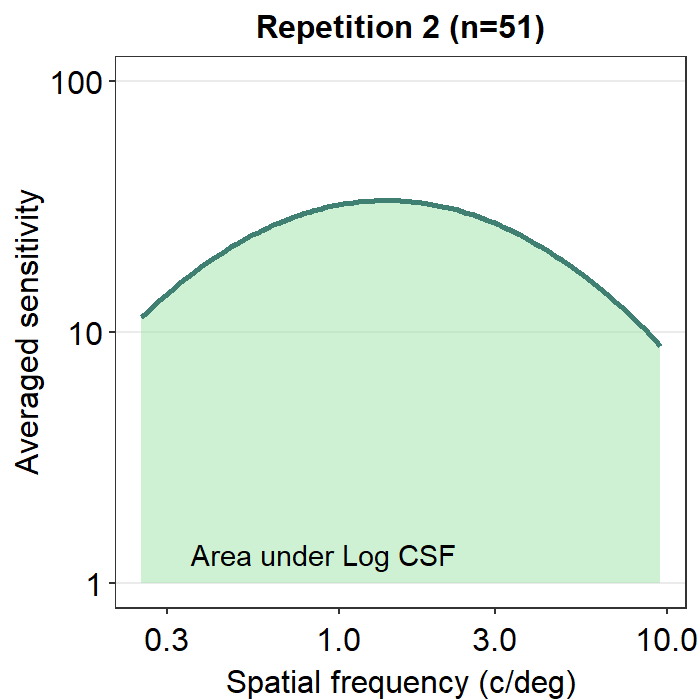 Repetition 2 (n=51)
Averaged sensitivity
100
10
1
Area under Log CSF
0.3 1.0 3.0 10.0
Spatial frequency (c/deg)